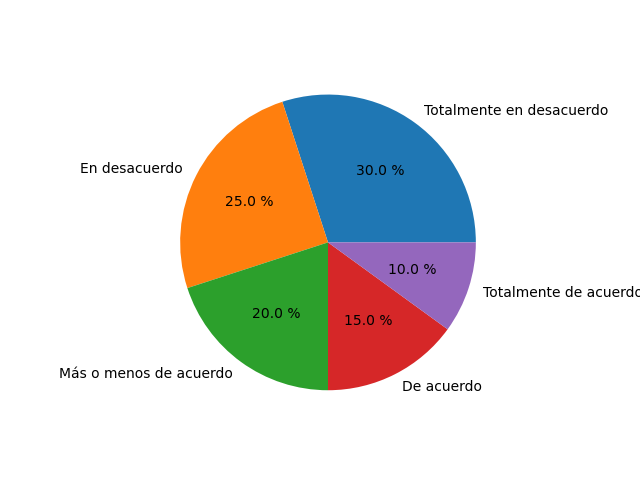 Totalmente en desacuerdo
30.0 %
En desacuerdo
25.0 %
Más o menos de acuerdo
20.0 %
De acuerdo
15.0 %
Totalmente de acuerdo
10.0 %